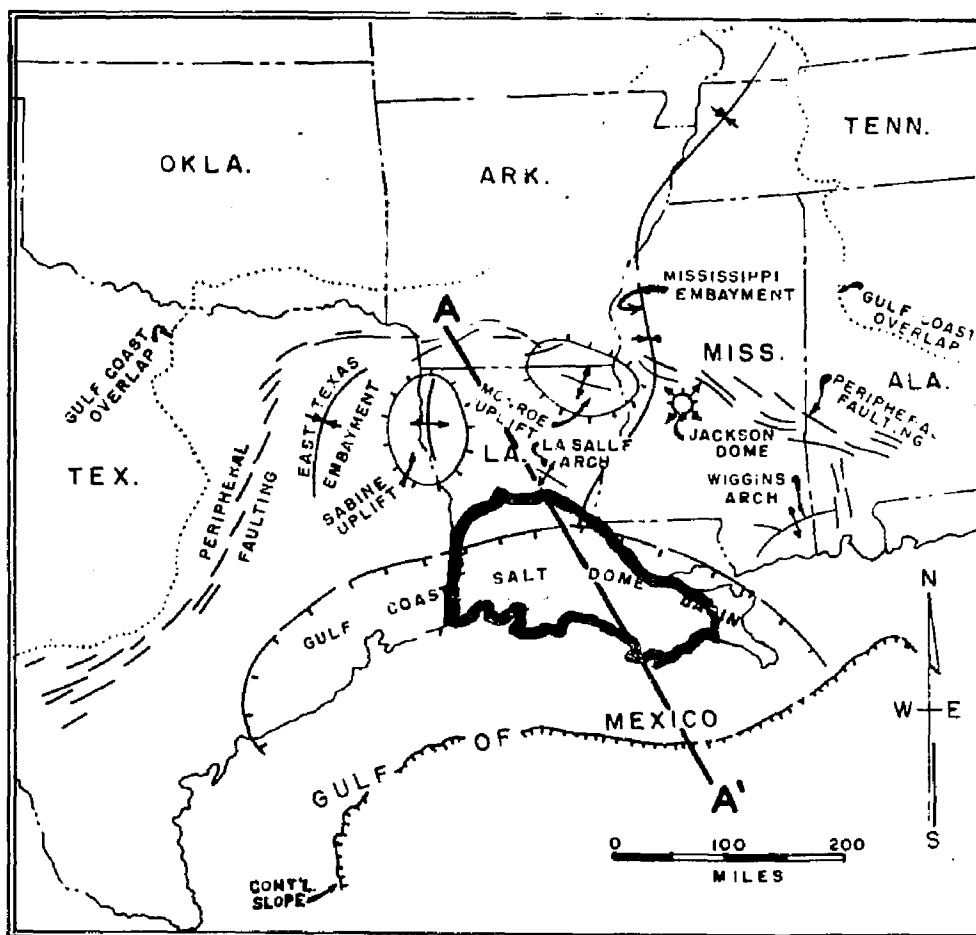 TENN.
OKLA.
ARK.
MISSISSIPPI
EMBAYMENT
GULF COAST
OVERLAP
A
GULF COAST
OVERLAP
MISS.
ALA.
PERIPHERAL
FAULTING
EAST TEXAS
EMBAYMENT
MONROE
UPLIFT
JACKSON
DOME
LA.
LA SALLE
ARCH
TEX.
PERIPHERAL
FAULTING
SABINE
UPLIFT
WIGGINS
ARCH
GULF COAST SALT DOME BASIN
N
W E
S
GULF OF MEXICO
A'
0 100 200
MILES
CONT'L.
SLOPE